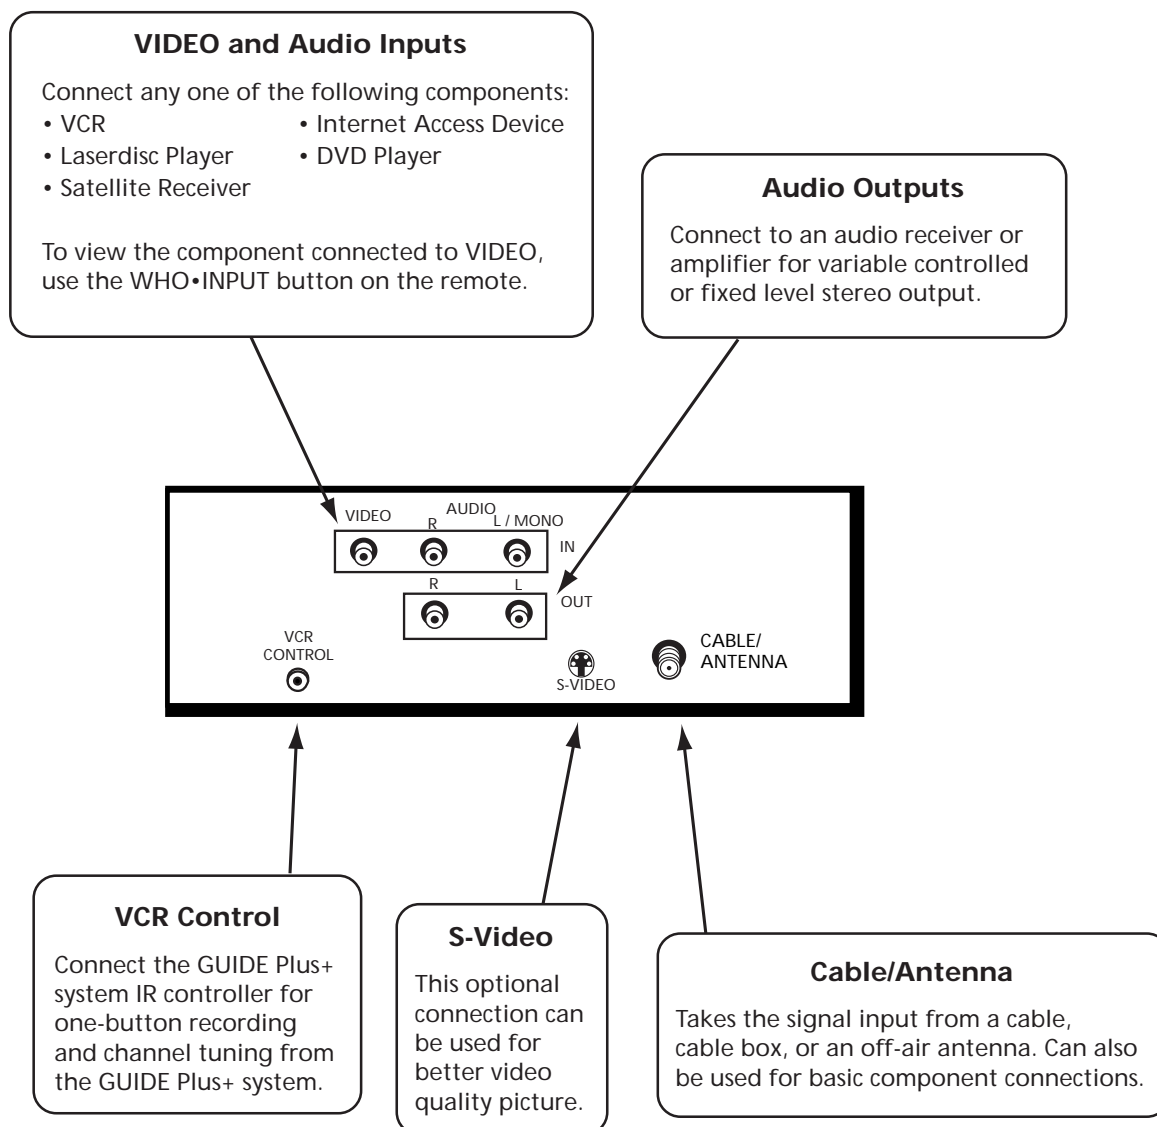 VIDEO and Audio Inputs
Connect any one of the following components:
• VCR • Internet Access Device
• Laserdisc Player • DVD Player
• Satellite Receiver
To view the component connected to VIDEO,
use the WHO•INPUT button on the remote.
Audio Outputs
Connect to an audio receiver or
amplifier for variable controlled
or fixed level stereo output.
AUDIO
VIDEO R L / MONO
IN
R L
OUT
VCR
CONTROL
S-VIDEO
CABLE/
ANTENNA
VCR Control
Connect the GUIDE Plus+
system IR controller for
one-button recording
and channel tuning from
the GUIDE Plus+ system.
S-Video
This optional
connection can
be used for
better video
quality picture.
Cable/Antenna
Takes the signal input from a cable,
cable box, or an off-air antenna. Can also
be used for basic component connections.